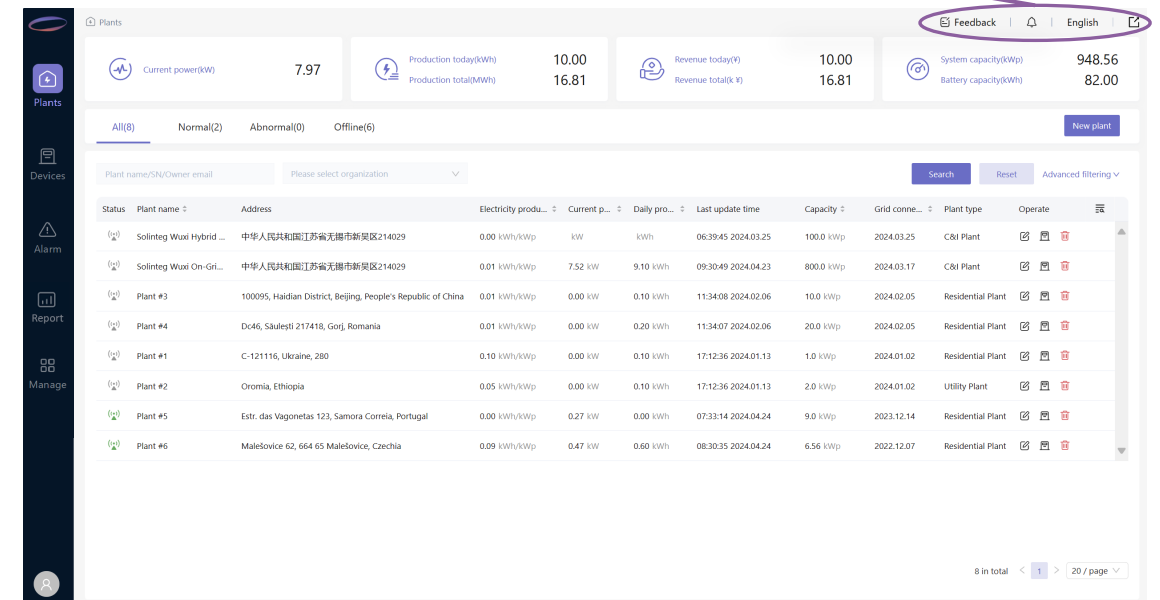 Plants
Feedback
English
Plants
Devices
Alarm
Report
Manage
Current power(kW) 7.97
Production today(kWh) 10.00
Production total(MWh) 16.81
Revenue today(¥) 10.00
Revenue total(k ¥) 16.81
System capacity(kWp) 948.56
Battery capacity(kWh) 82.00
All(8) Normal(2) Abnormal(0) Offline(6) New plant
Plant name/SN/Owner email Please select organization Search Reset Advanced filtering
Status Plant name Address Electricity produ... Current p... Daily pro... Last update time Capacity Grid conne... Plant type Operate
Solinteg Wuxi Hybrid ... 中华人民共和国江苏省无锡市新吴区214029 0.00 kWh/kWp kW kWh 06:39:45 2024.03.25 100.0 kWp 2024.03.25 C&I Plant
Solinteg Wuxi On-Gri... 中华人民共和国江苏省无锡市新吴区214029 0.01 kWh/kWp 7.52 kW 9.10 kWh 09:30:49 2024.04.23 800.0 kWp 2024.03.17 C&I Plant
Plant #3 100095, Haidian District, Beijing, People's Republic of China 0.01 kWh/kWp 0.00 kW 0.10 kWh 11:34:08 2024.02.06 10.0 kWp 2024.02.05 Residential Plant
Plant #4 Dc46, Săulești 217418, Gorj, Romania 0.01 kWh/kWp 0.00 kW 0.20 kWh 11:34:07 2024.02.06 20.0 kWp 2024.02.05 Residential Plant
Plant #1 C-121116, Ukraine, 280 0.10 kWh/kWp 0.00 kW 0.10 kWh 17:12:36 2024.01.13 1.0 kWp 2024.01.02 Residential Plant
Plant #2 Oromia, Ethiopia 0.05 kWh/kWp 0.00 kW 0.10 kWh 17:12:36 2024.01.13 2.0 kWp 2024.01.02 Utility Plant
Plant #5 Estr. das Vagonetas 123, Samora Correia, Portugal 0.00 kWh/kWp 0.27 kW 0.00 kWh 07:33:14 2024.04.24 9.0 kWp 2023.12.14 Residential Plant
Plant #6 Malešovice 62, 664 65 Malešovice, Czechia 0.09 kWh/kWp 0.47 kW 0.60 kWh 08:30:35 2024.04.24 6.56 kWp 2022.12.07 Residential Plant
8 in total < 1 > 20 / page